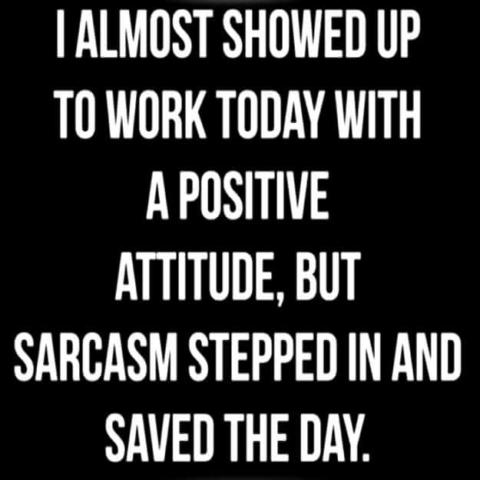 I ALMOST SHOWED UP
TO WORK TODAY WITH
A POSITIVE
ATTITUDE, BUT
SARCASM STEPPED IN AND
SAVED THE DAY.